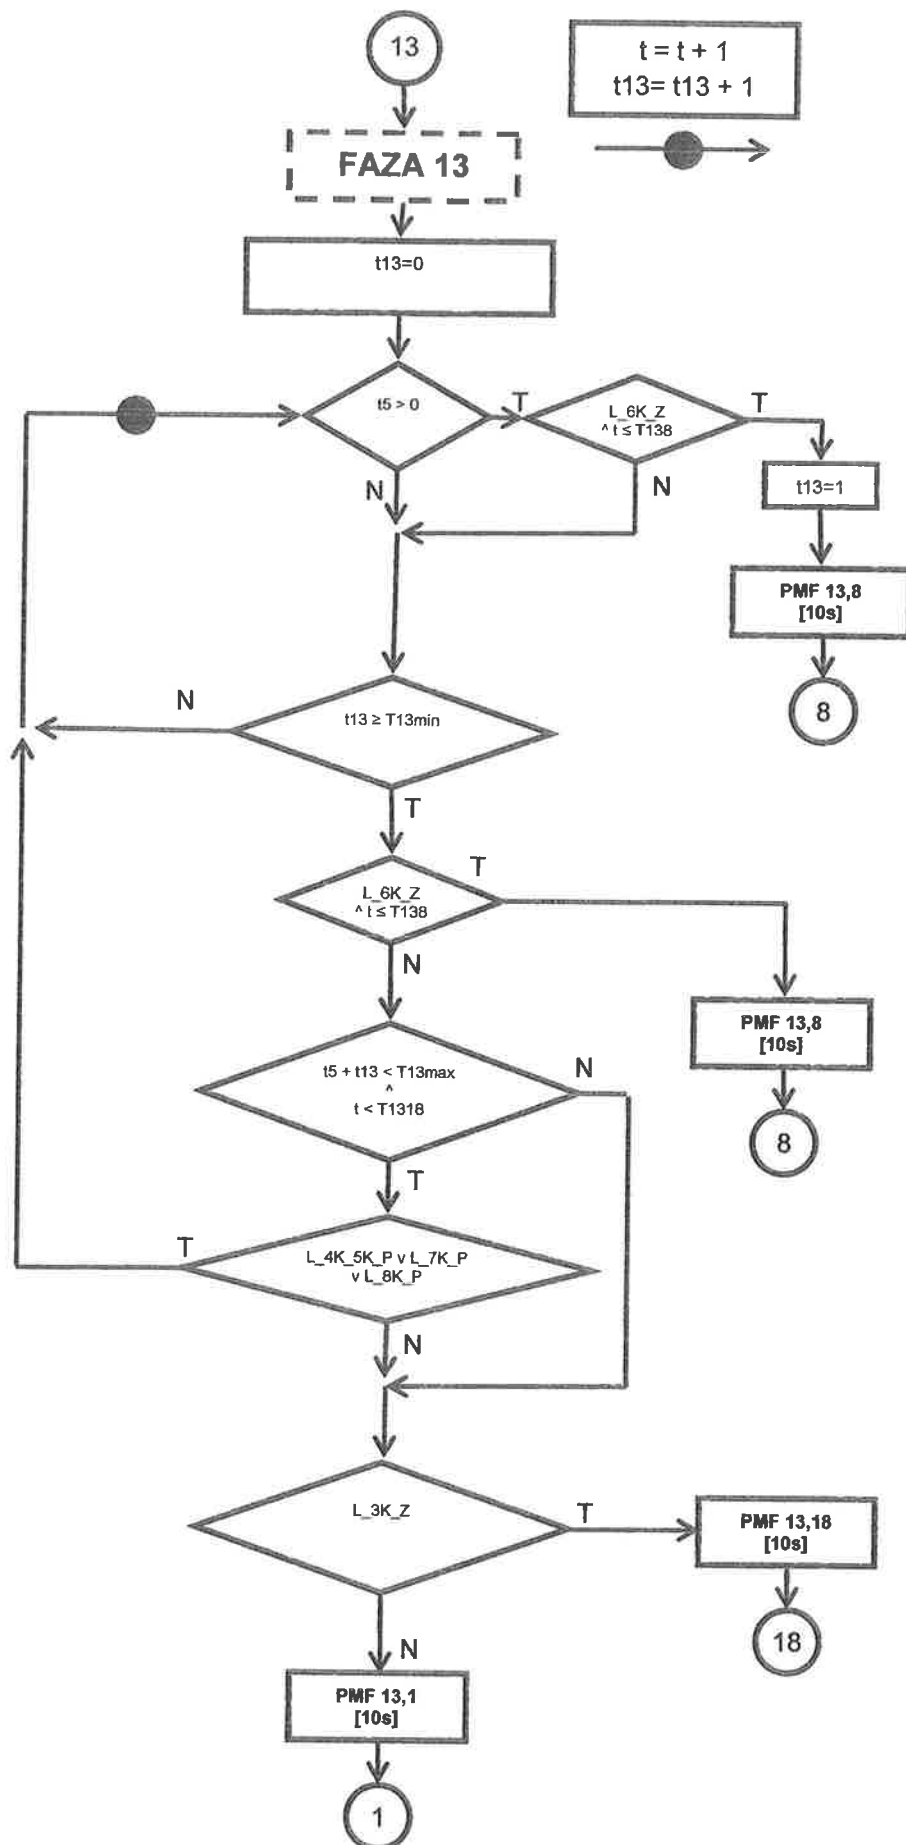 13
t = t + 1
t13= t13 + 1
FAZA 13
t13=0
t5 > 0
T
L_6K_Z
^ t ≤ T138
T
N
N
t13=1
PMF 13,8
[10s]
8
t13 ≥ T13min
N
T
L_6K_Z
^ t ≤ T138
T
N
PMF 13,8
[10s]
8
t5 + t13 < T13max
^
t < T1318
N
T
L_4K_5K_P v L_7K_P
v L_8K_P
T
N
L_3K_Z
T
PMF 13,18
[10s]
18
N
PMF 13,1
[10s]
1